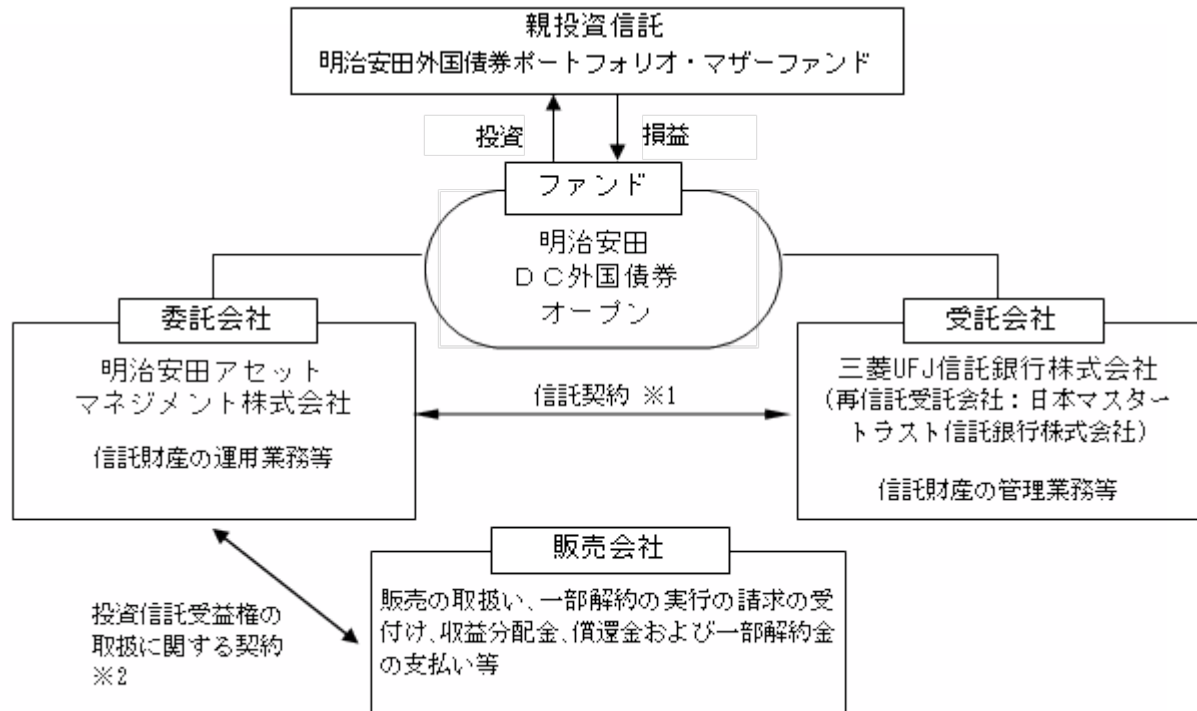 親投資信託
明治安田外国債券ポートフォリオ・マザーファンド
投資
損益
ファンド
明治安田
DC外国債券
オープン
委託会社
明治安田アセット
マネジメント株式会社
信託財産の運用業務等
信託契約 ※1
受託会社
三菱UFJ信託銀行株式会社
(再信託受託会社:日本マスター
トラスト信託銀行株式会社)
信託財産の管理業務等
投資信託受益権の
取扱に関する契約
※2
販売会社
販売の取扱い、一部解約の実行の請求の受
付け、収益分配金、償還金および一部解約金
の支払い等